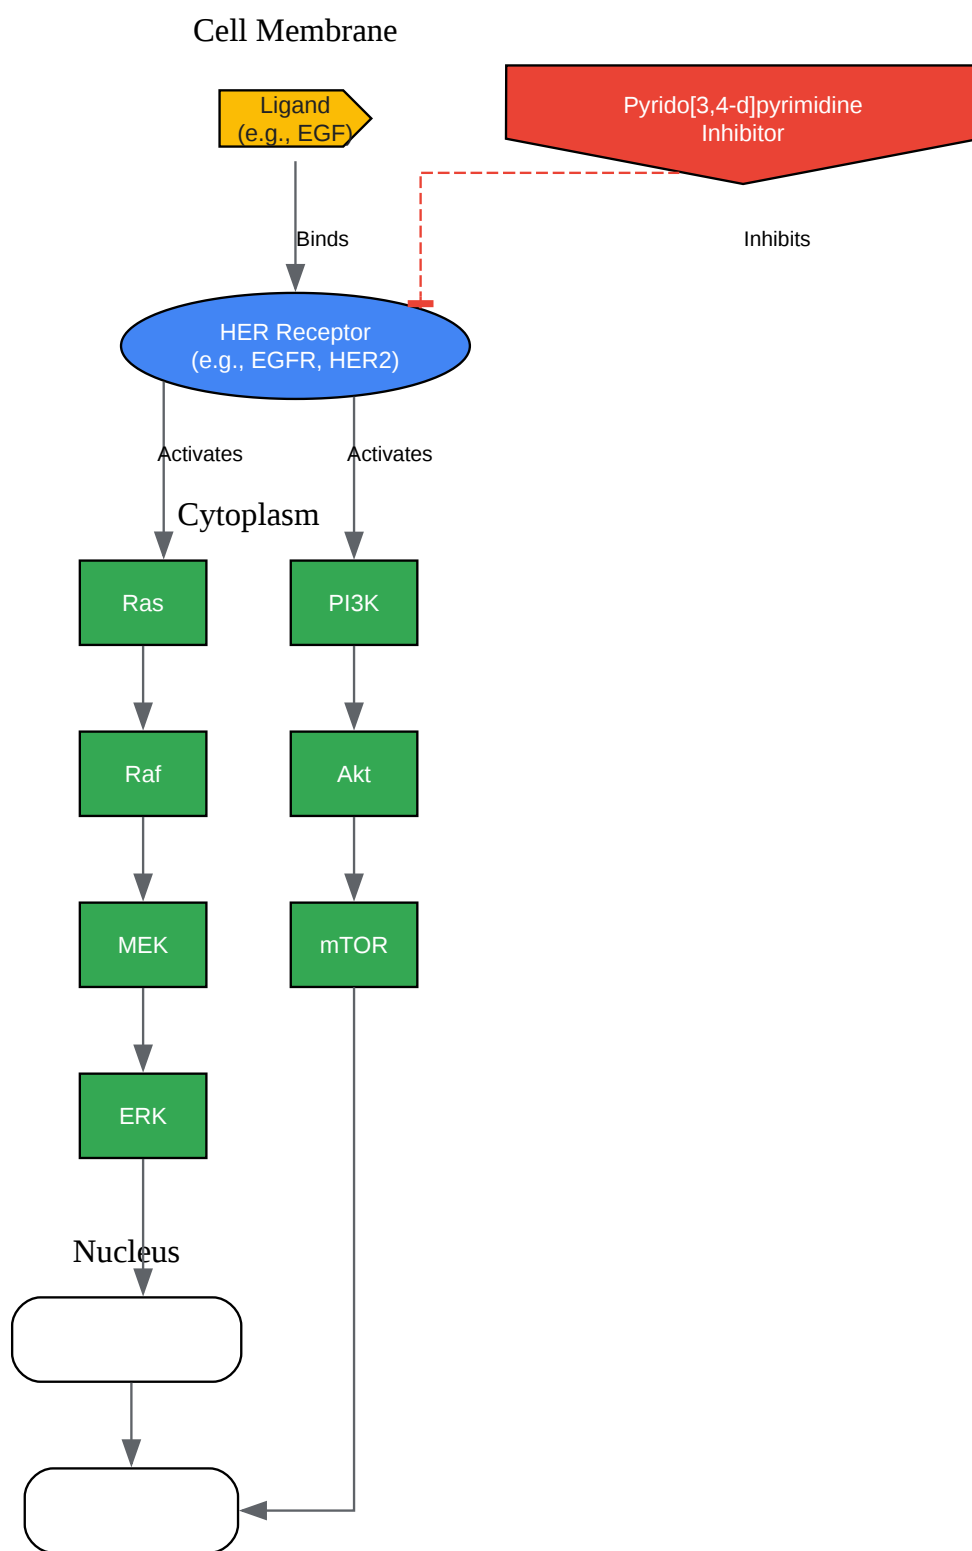 Cell Membrane
Ligand
(e.g., EGF)
Pyrido[3,4-d]pyrimidine
Inhibitor
Binds
Inhibits
HER Receptor
(e.g., EGFR, HER2)
Activates
Activates
Cytoplasm
Ras
PI3K
Raf
Akt
MEK
mTOR
ERK
Nucleus